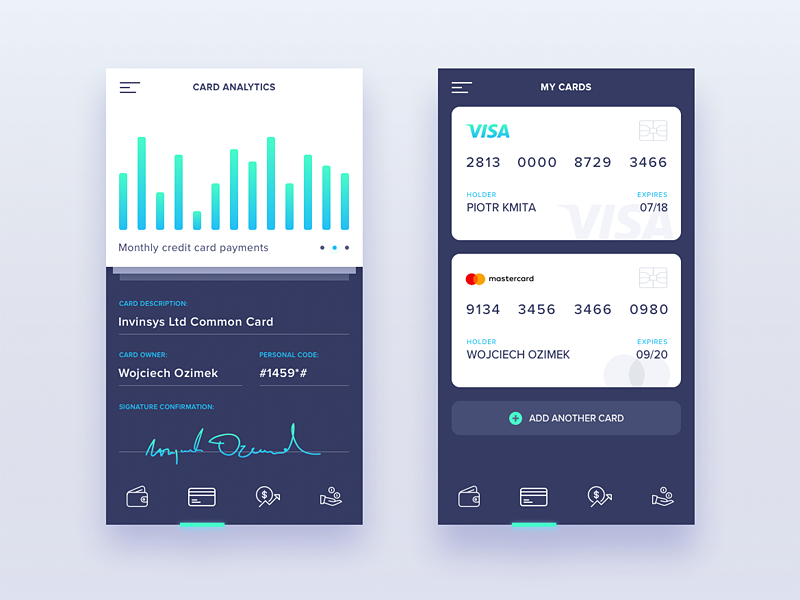 CARD ANALYTICS
Monthly credit card payments
CARD DESCRIPTION:
Invinsys Ltd Common Card
CARD OWNER: PERSONAL CODE:
Wojciech Ozimek #1459*#
SIGNATURE CONFIRMATION:
Wojciech Ozimek
MY CARDS
VISA
2813 0000 8729 3466
HOLDER EXPIRES
PIOTR KMITA 07/18
VISA
mastercard
9134 3456 3466 0980
HOLDER EXPIRES
WOJCIECH OZIMEK 09/20
ADD ANOTHER CARD